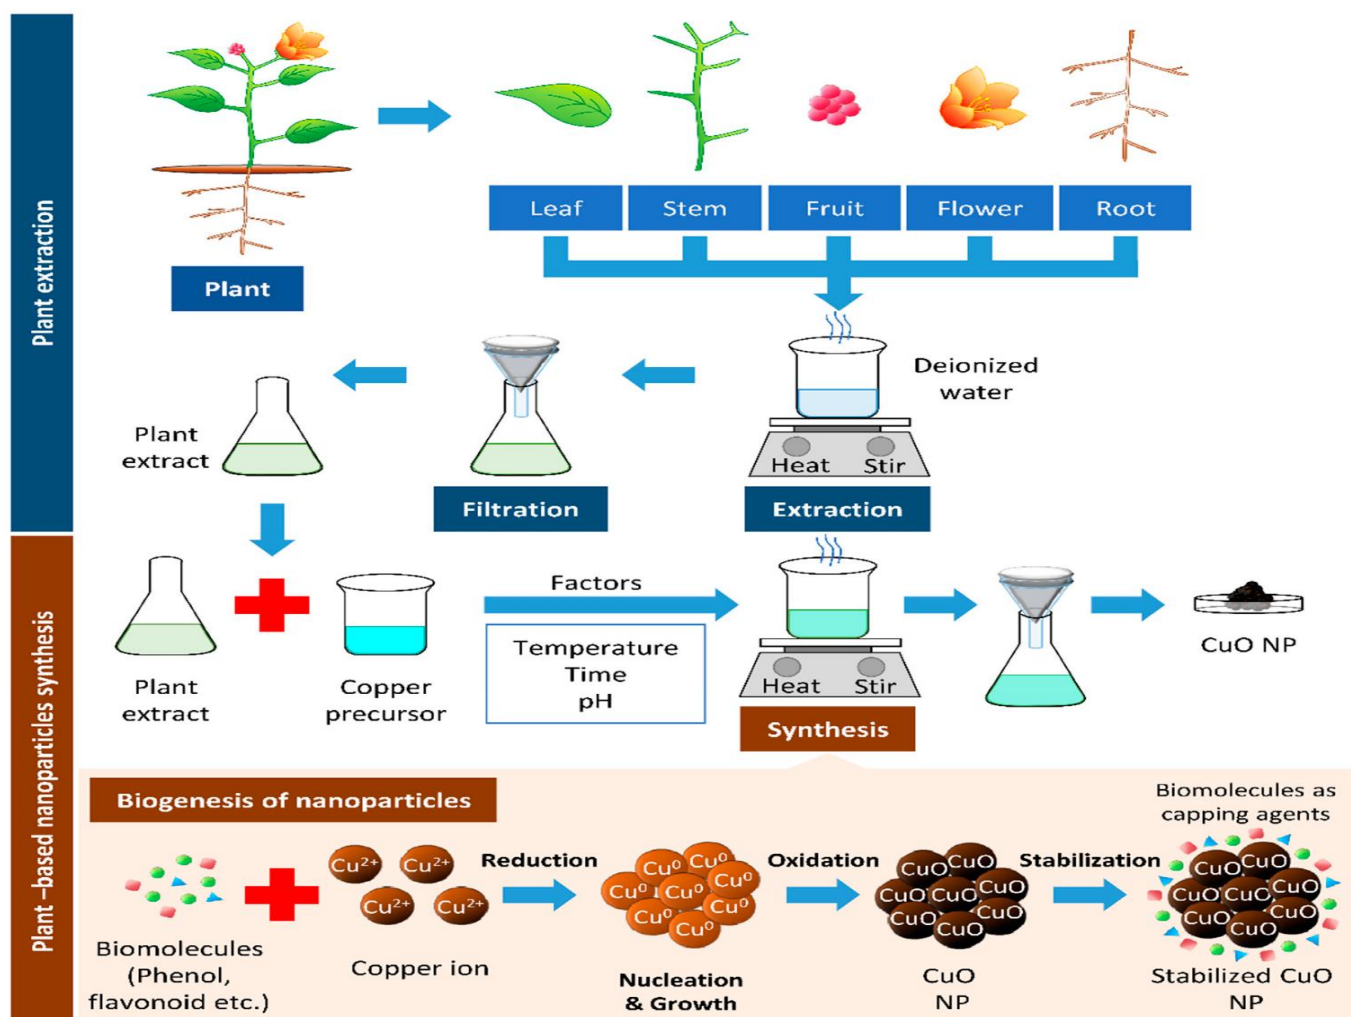 Plant extraction
Leaf
Stem
Fruit
Flower
Root
Plant
Deionized
water
Heat Stir
Plant
extract
Filtration
Extraction
Plant –based nanoparticles synthesis
Plant
extract
Copper
precursor
Factors
Temperature
Time
pH
Heat Stir
Synthesis
CuO NP
Biogenesis of nanoparticles
Biomolecules
(Phenol,
flavonoid etc.)
Cu2+ Cu2+
Cu2+ Cu2+
Copper ion
Reduction
Cu0 Cu0
Cu0 Cu0 Cu0
Cu0 Cu0
Cu0
Nucleation
& Growth
Oxidation
CuO CuO
CuO CuO CuO
CuO CuO
CuO
CuO
NP
Stabilization
Biomolecules as
capping agents
CuO CuO
CuO CuO CuO
CuO CuO
CuO
Stabilized CuO
NP